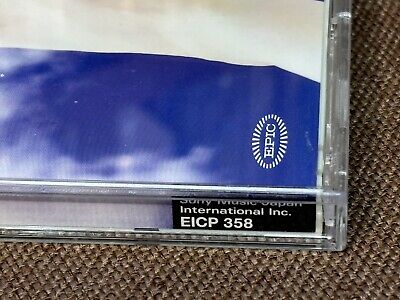 EPIC
Sony Music Japan
International Inc.
EICP 358